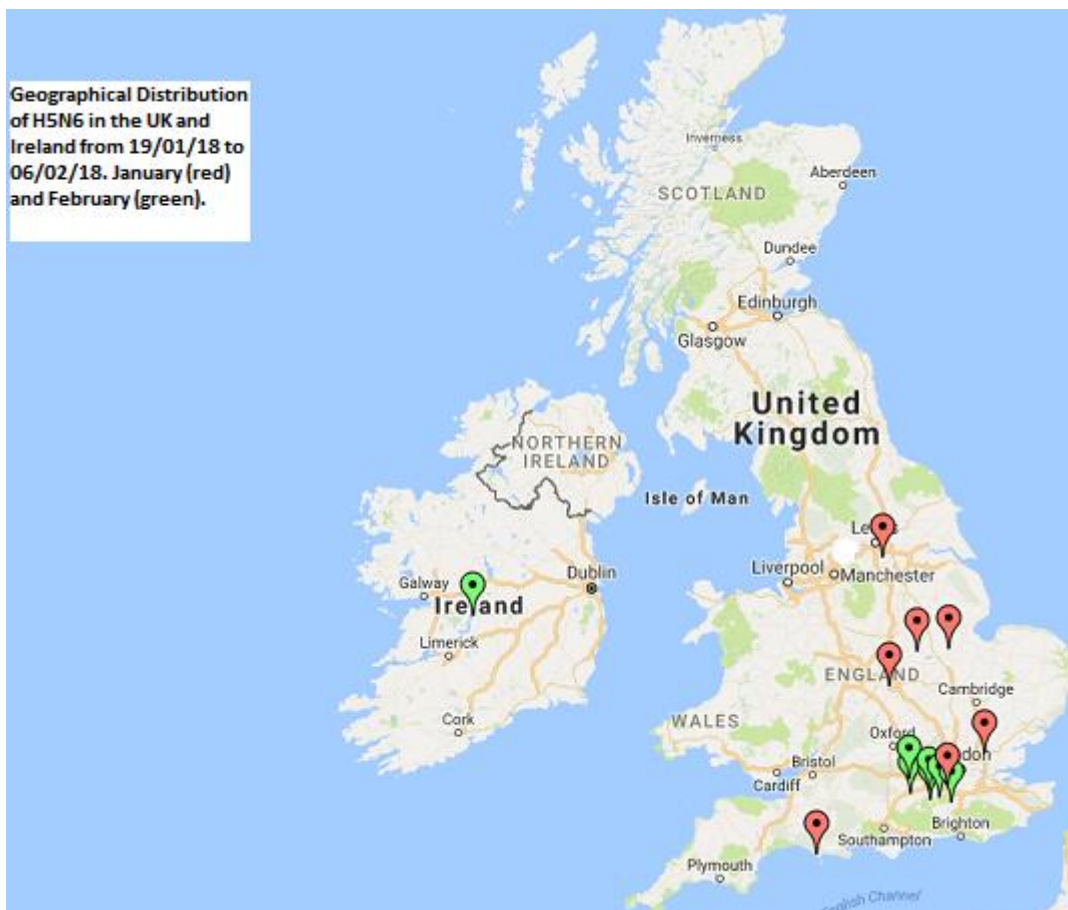 Geographical Distribution
of H5N6 in the UK and
Ireland from 19/01/18 to
06/02/18. January (red)
and February (green).
Inverness
Aberdeen
SCOTLAND
Dundee
Edinburgh
Glasgow
United
Kingdom
NORTHERN
IRELAND
Isle of Man
Liverpool
Manchester
Galway
Dublin
Ireland
Limerick
ENGLAND
Cambridge
Cork
WALES
Oxford
Bristol
Cardiff
Brighton
Southampton
Plymouth
English Channel